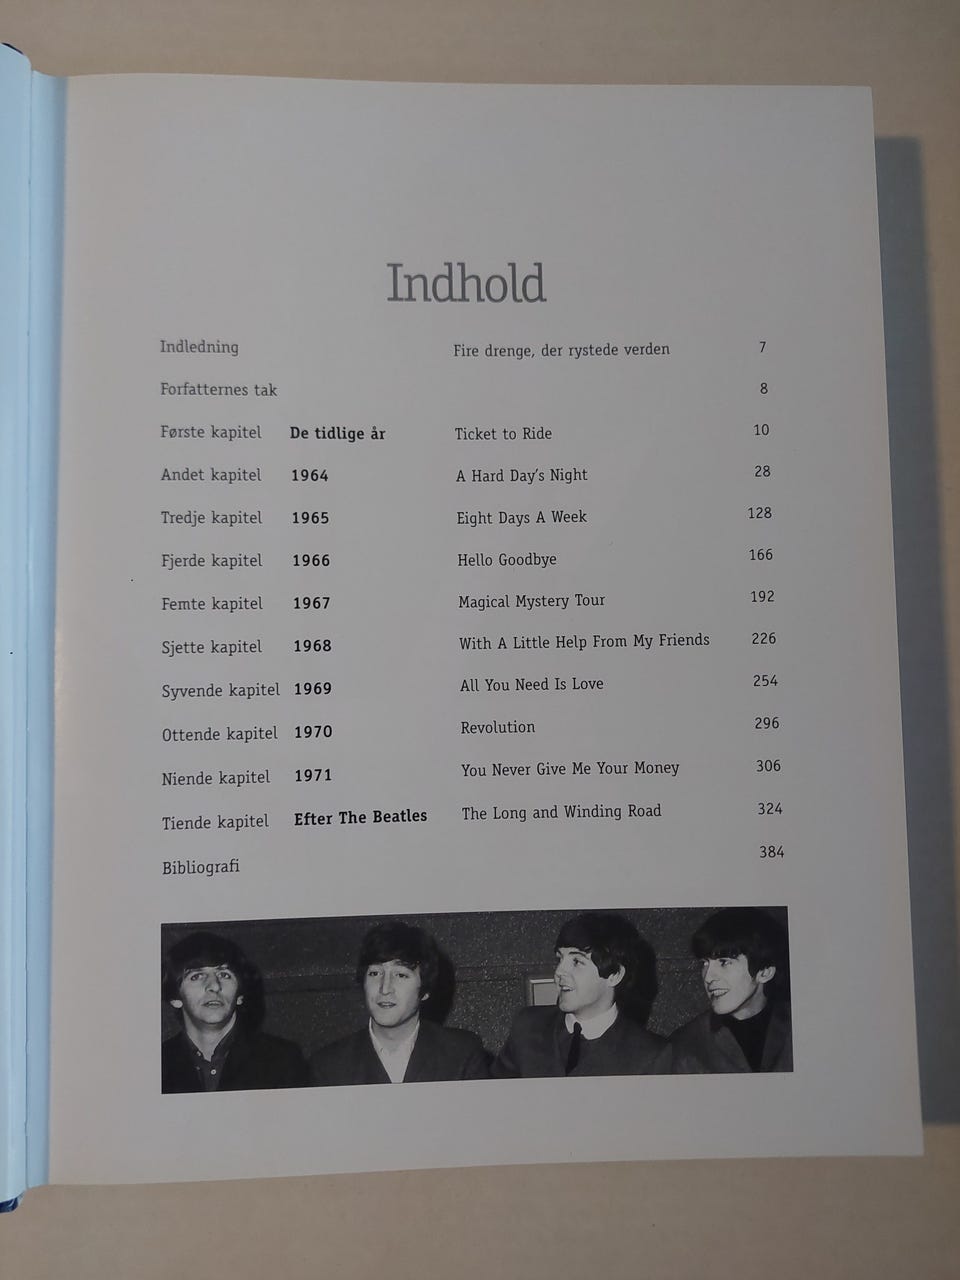 Indhold
Indledning Fire drenge, der rystede verden 7
Forfatternes tak 8
Første kapitel De tidlige år Ticket to Ride 10
Andet kapitel 1964 A Hard Day's Night 28
Tredje kapitel 1965 Eight Days A Week 128
Fjerde kapitel 1966 Hello Goodbye 166
Femte kapitel 1967 Magical Mystery Tour 192
Sjette kapitel 1968 With A Little Help From My Friends 226
Syvende kapitel 1969 All You Need Is Love 254
Ottende kapitel 1970 Revolution 296
Niende kapitel 1971 You Never Give Me Your Money 306
Tiende kapitel Efter The Beatles The Long and Winding Road 324
Bibliografi 384